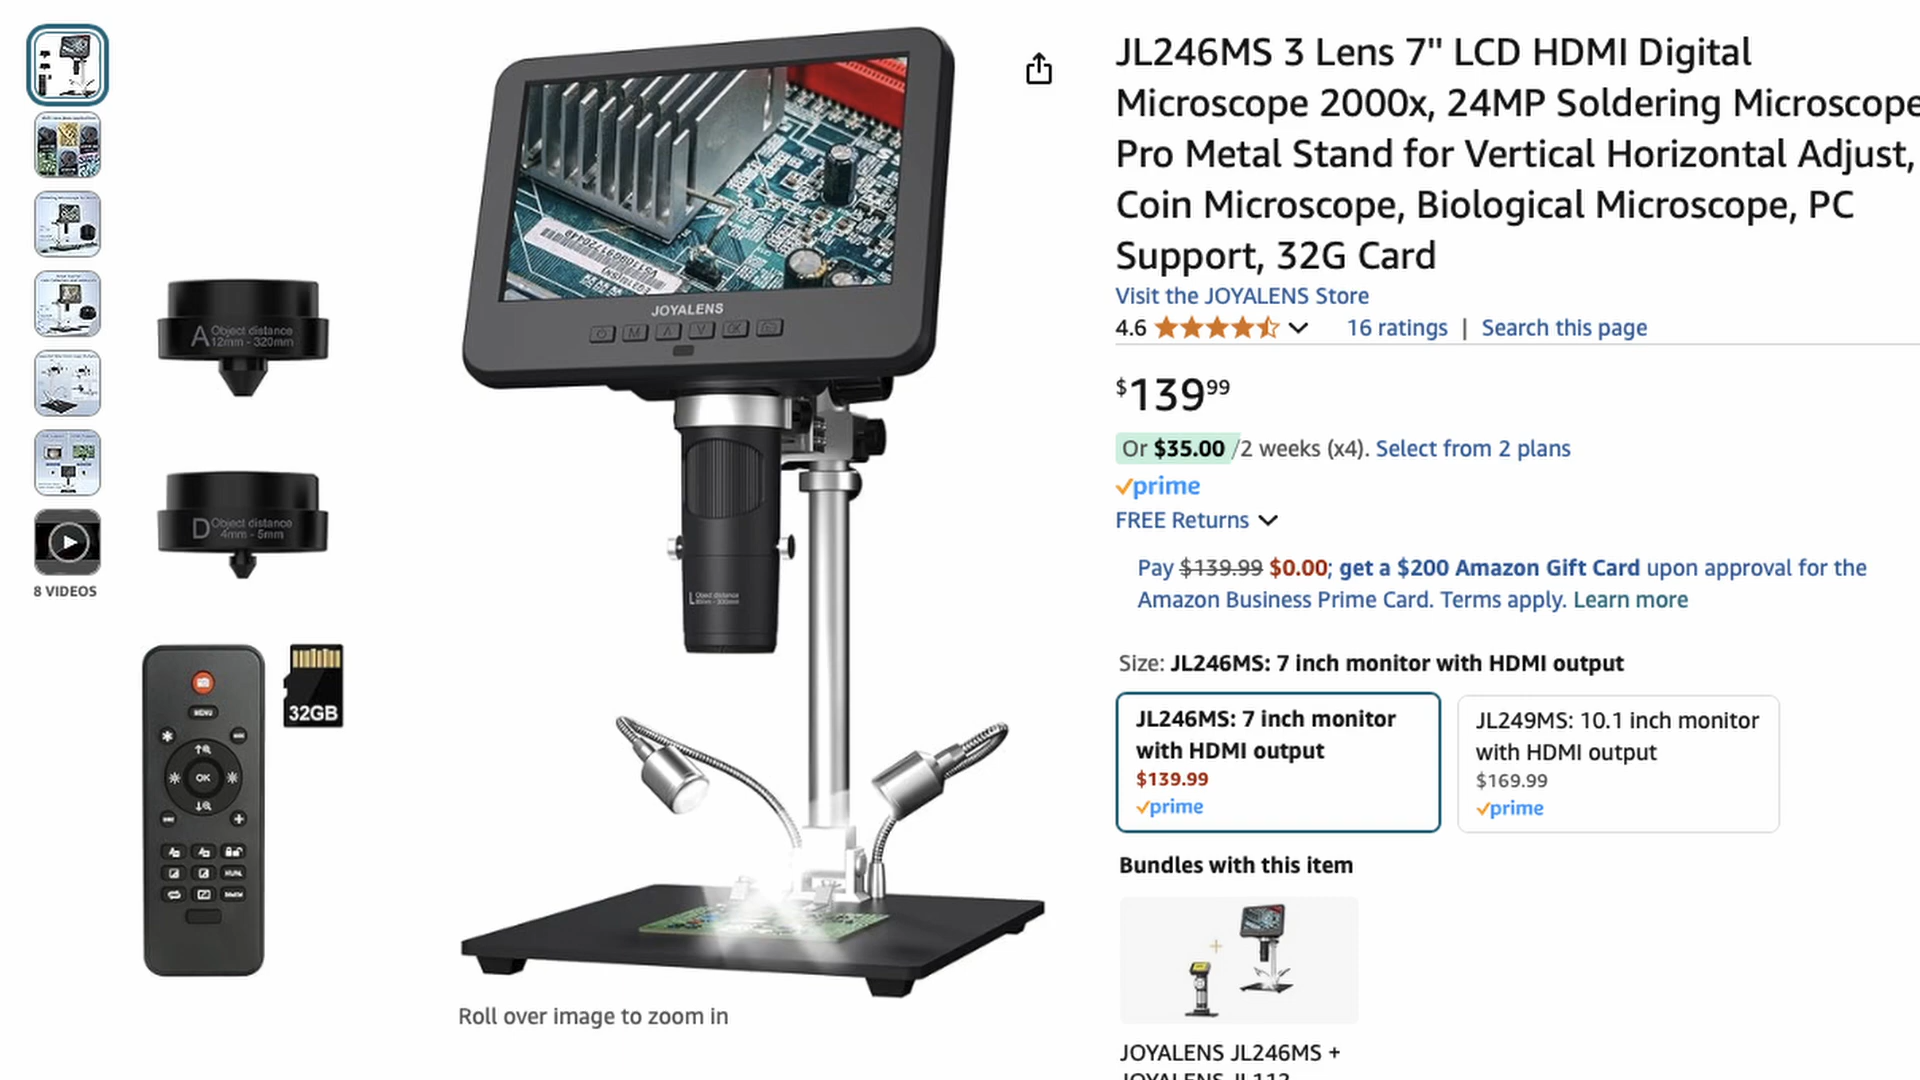 JL246MS 3 Lens 7" LCD HDMI Digital
Microscope 2000x, 24MP Soldering Microscope
Pro Metal Stand for Vertical Horizontal Adjust,
Coin Microscope, Biological Microscope, PC
Support, 32G Card
Visit the JOYALENS Store
4.6
16 ratings | Search this page
$139.99
Or $35.00 /2 weeks (x4). Select from 2 plans
prime
FREE Returns
Pay $139.99 $0.00; get a $200 Amazon Gift Card upon approval for the
Amazon Business Prime Card. Terms apply. Learn more
Size: JL246MS: 7 inch monitor with HDMI output
JL246MS: 7 inch monitor
with HDMI output
$139.99
prime
JL249MS: 10.1 inch monitor
with HDMI output
$169.99
prime
Bundles with this item
JOYALENS JL246MS +
JOYALENS JL113
8 VIDEOS
A Object distance
12mm - 320mm
D Object distance
4mm - 5mm
JOYALENS
M
OK
L Object distance
32GB
MENU
OK
Roll over image to zoom in